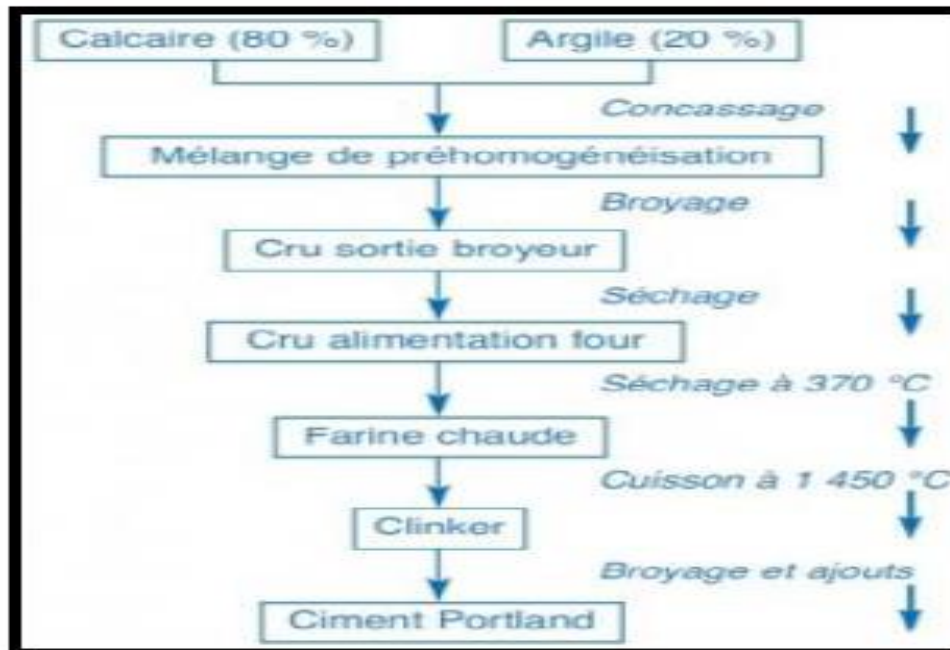 Calcaire (80 %) Argile (20 %)
Concassage
Mélange de préhomogénéisation
Broyage
Cru sortie broyeur
Séchage
Cru alimentation four
Séchage à 370 °C
Farine chaude
Cuisson à 1 450 °C
Clinker
Broyage et ajouts
Ciment Portland